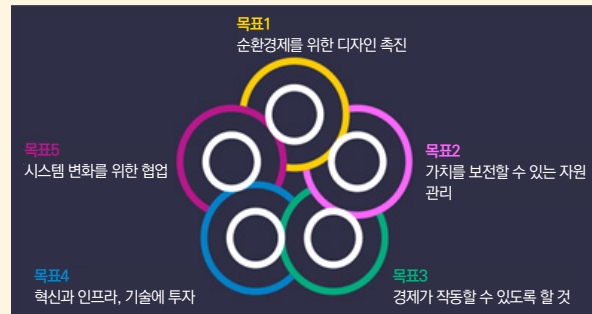 목표1
순환경제를 위한 디자인 촉진
목표5
시스템 변화를 위한 협업
목표2
가치를 보전할 수 있는 자원
관리
목표4
혁신과 인프라, 기술에 투자
목표3
경제가 작동할 수 있도록 할 것